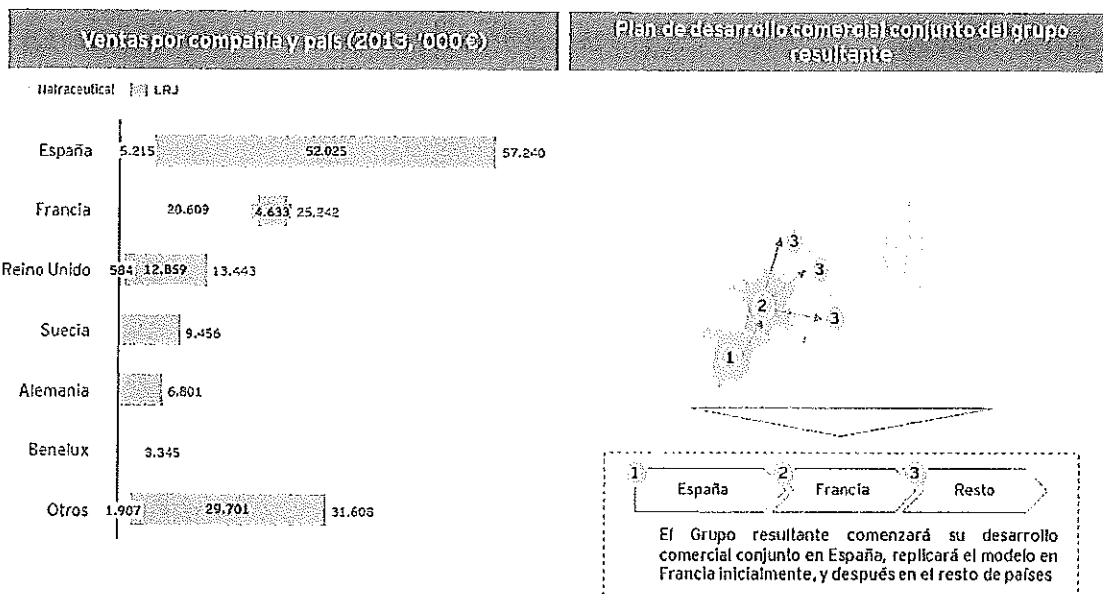 Ventas por compañía y país (2013, '000 €)
Natraceutical LRJ
España 5.215 52.025 57.240
Francia 20.609 4.633 25.242
Reino Unido 584 12.859 13.443
Suecia 9.456
Alemania 6.801
Benelux 3.345
Otros 1.907 29.701 31.608
Plan de desarrollo comercial conjunto del grupo
resultante
3
3
2
3
1
1 2 3
España Francia Resto
El Grupo resultante comenzará su desarrollo
comercial conjunto en España, replicará el modelo en
Francia inicialmente, y después en el resto de países